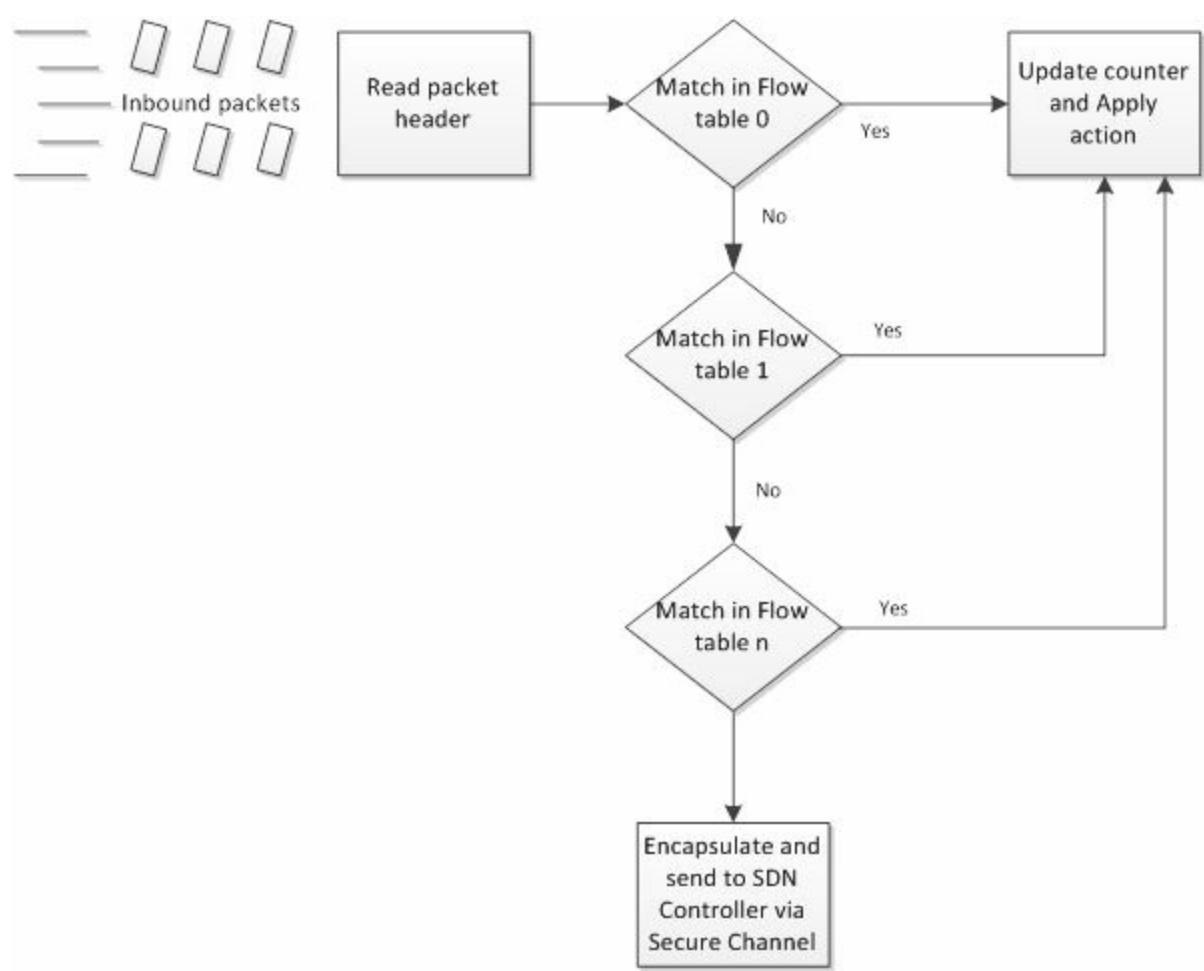 Inbound packets
Read packet
header
Match in Flow
table 0
Yes
Update counter
and Apply
action
No
Match in Flow
table 1
Yes
No
Match in Flow
table n
Yes
Encapsulate and
send to SDN
Controller via
Secure Channel